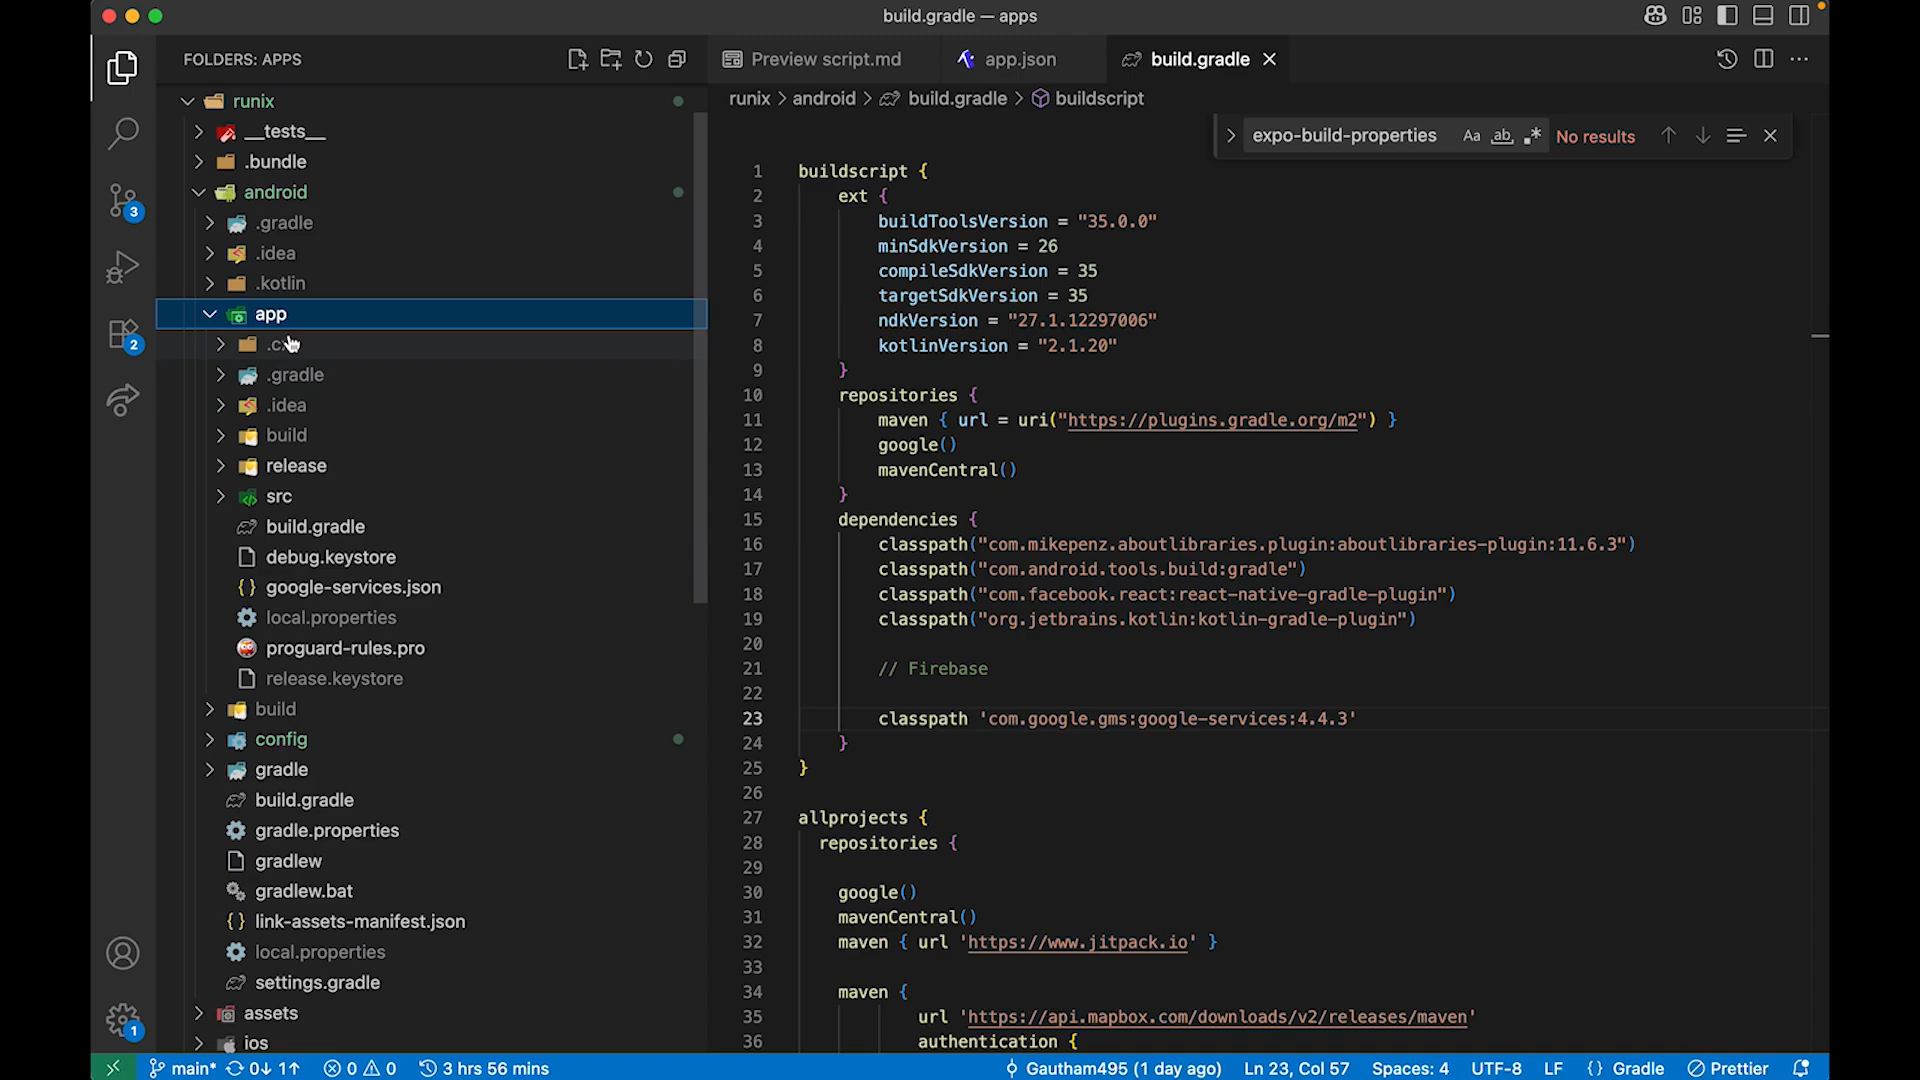 build.gradle — apps
FOLDERS: APPS
Preview script.md
app.json
build.gradle
runix > android > build.gradle > buildscript
expo-build-properties Aa ab .* No results
runix
__tests__
.bundle
android
.gradle
.idea
.kotlin
app
.gradle
.idea
build
release
src
build.gradle
debug.keystore
google-services.json
local.properties
proguard-rules.pro
release.keystore
build
config
gradle
build.gradle
gradle.properties
gradlew
gradlew.bat
link-assets-manifest.json
local.properties
settings.gradle
assets
ios
3
2
1
1 buildscript {
2 ext {
3 buildToolsVersion = "35.0.0"
4 minSdkVersion = 26
5 compileSdkVersion = 35
6 targetSdkVersion = 35
7 ndkVersion = "27.1.12297006"
8 kotlinVersion = "2.1.20"
9 }
10 repositories {
11 maven { url = uri("https://plugins.gradle.org/m2") }
12 google()
13 mavenCentral()
14 }
15 dependencies {
16 classpath("com.mikepenz.aboutlibraries.plugin:aboutlibraries-plugin:11.6.3")
17 classpath("com.android.tools.build:gradle")
18 classpath("com.facebook.react:react-native-gradle-plugin")
19 classpath("org.jetbrains.kotlin:kotlin-gradle-plugin")
20
21 // Firebase
22
23 classpath 'com.google.gms:google-services:4.4.3'
24 }
25 }
26
27 allprojects {
28 repositories {
29
30 google()
31 mavenCentral()
32 maven { url 'https://www.jitpack.io' }
33
34 maven {
35 url 'https://api.mapbox.com/downloads/v2/releases/maven'
36 authentication {
main* 0↓ 1↑ 0 0 3 hrs 56 mins Gautham495 (1 day ago) Ln 23, Col 57 Spaces: 4 UTF-8 LF { } Gradle Prettier